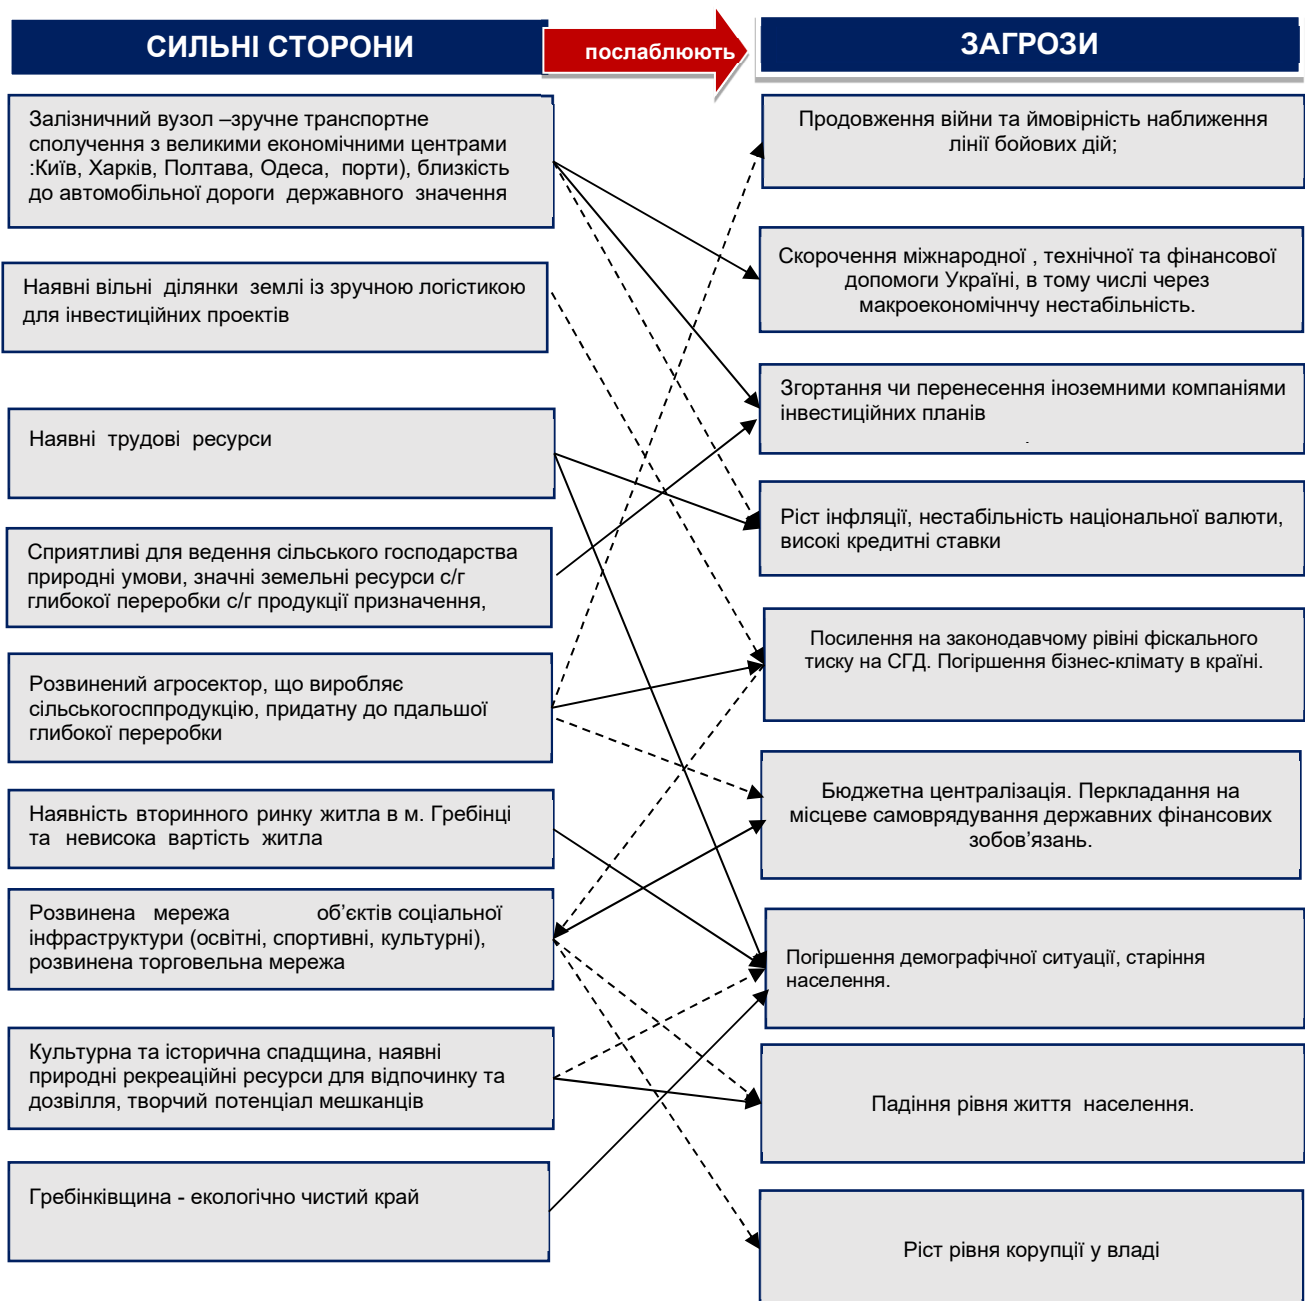 СИЛЬНІ СТОРОНИ
послаблюють
ЗАГРОЗИ
Залізничний вузол –зручне транспортне
сполучення з великими економічними центрами
:Київ, Харків, Полтава, Одеса, порти), близкість
до автомобільної дороги державного значення
Наявні вільні ділянки землі із зручною логістикою
для інвестиційних проектів
Наявні трудові ресурси
Сприятливі для ведення сільського господарства
природні умови, значні земельні ресурси с/г
глибокої переробки с/г продукції призначення,
Розвинений агросектор, що виробляє
сільськогосппродукцію, придатну до пдальшої
глибокої переробки
Наявність вторинного ринку житла в м. Гребінці
та невисока вартість житла
Розвинена мережа об’єктів соціальної
інфраструктури (освітні, спортивні, культурні),
розвинена торговельна мережа
Культурна та історична спадщина, наявні
природні рекреаційні ресурси для відпочинку та
дозвілля, творчий потенціал мешканців
Гребінківщина - екологічно чистий край
Продовження війни та ймовірність наближення
лінії бойових дій;
Скорочення міжнародної , технічної та фінансової
допомоги Україні, в тому числі через
макроекономічнчу нестабільність.
Згортання чи перенесення іноземними компаніями
інвестиційних планів
.
Ріст інфляції, нестабільність національної валюти,
високі кредитні ставки
Посилення на законодавчому рівіні фіскального
тиску на СГД. Погіршення бізнес-клімату в країні.
Бюджетна централізація. Перкладання на
місцеве самоврядування державних фінансових
зобов’язань.
Погіршення демографічної ситуації, старіння
населення.
Падіння рівня життя населення.
Ріст рівня корупції у владі